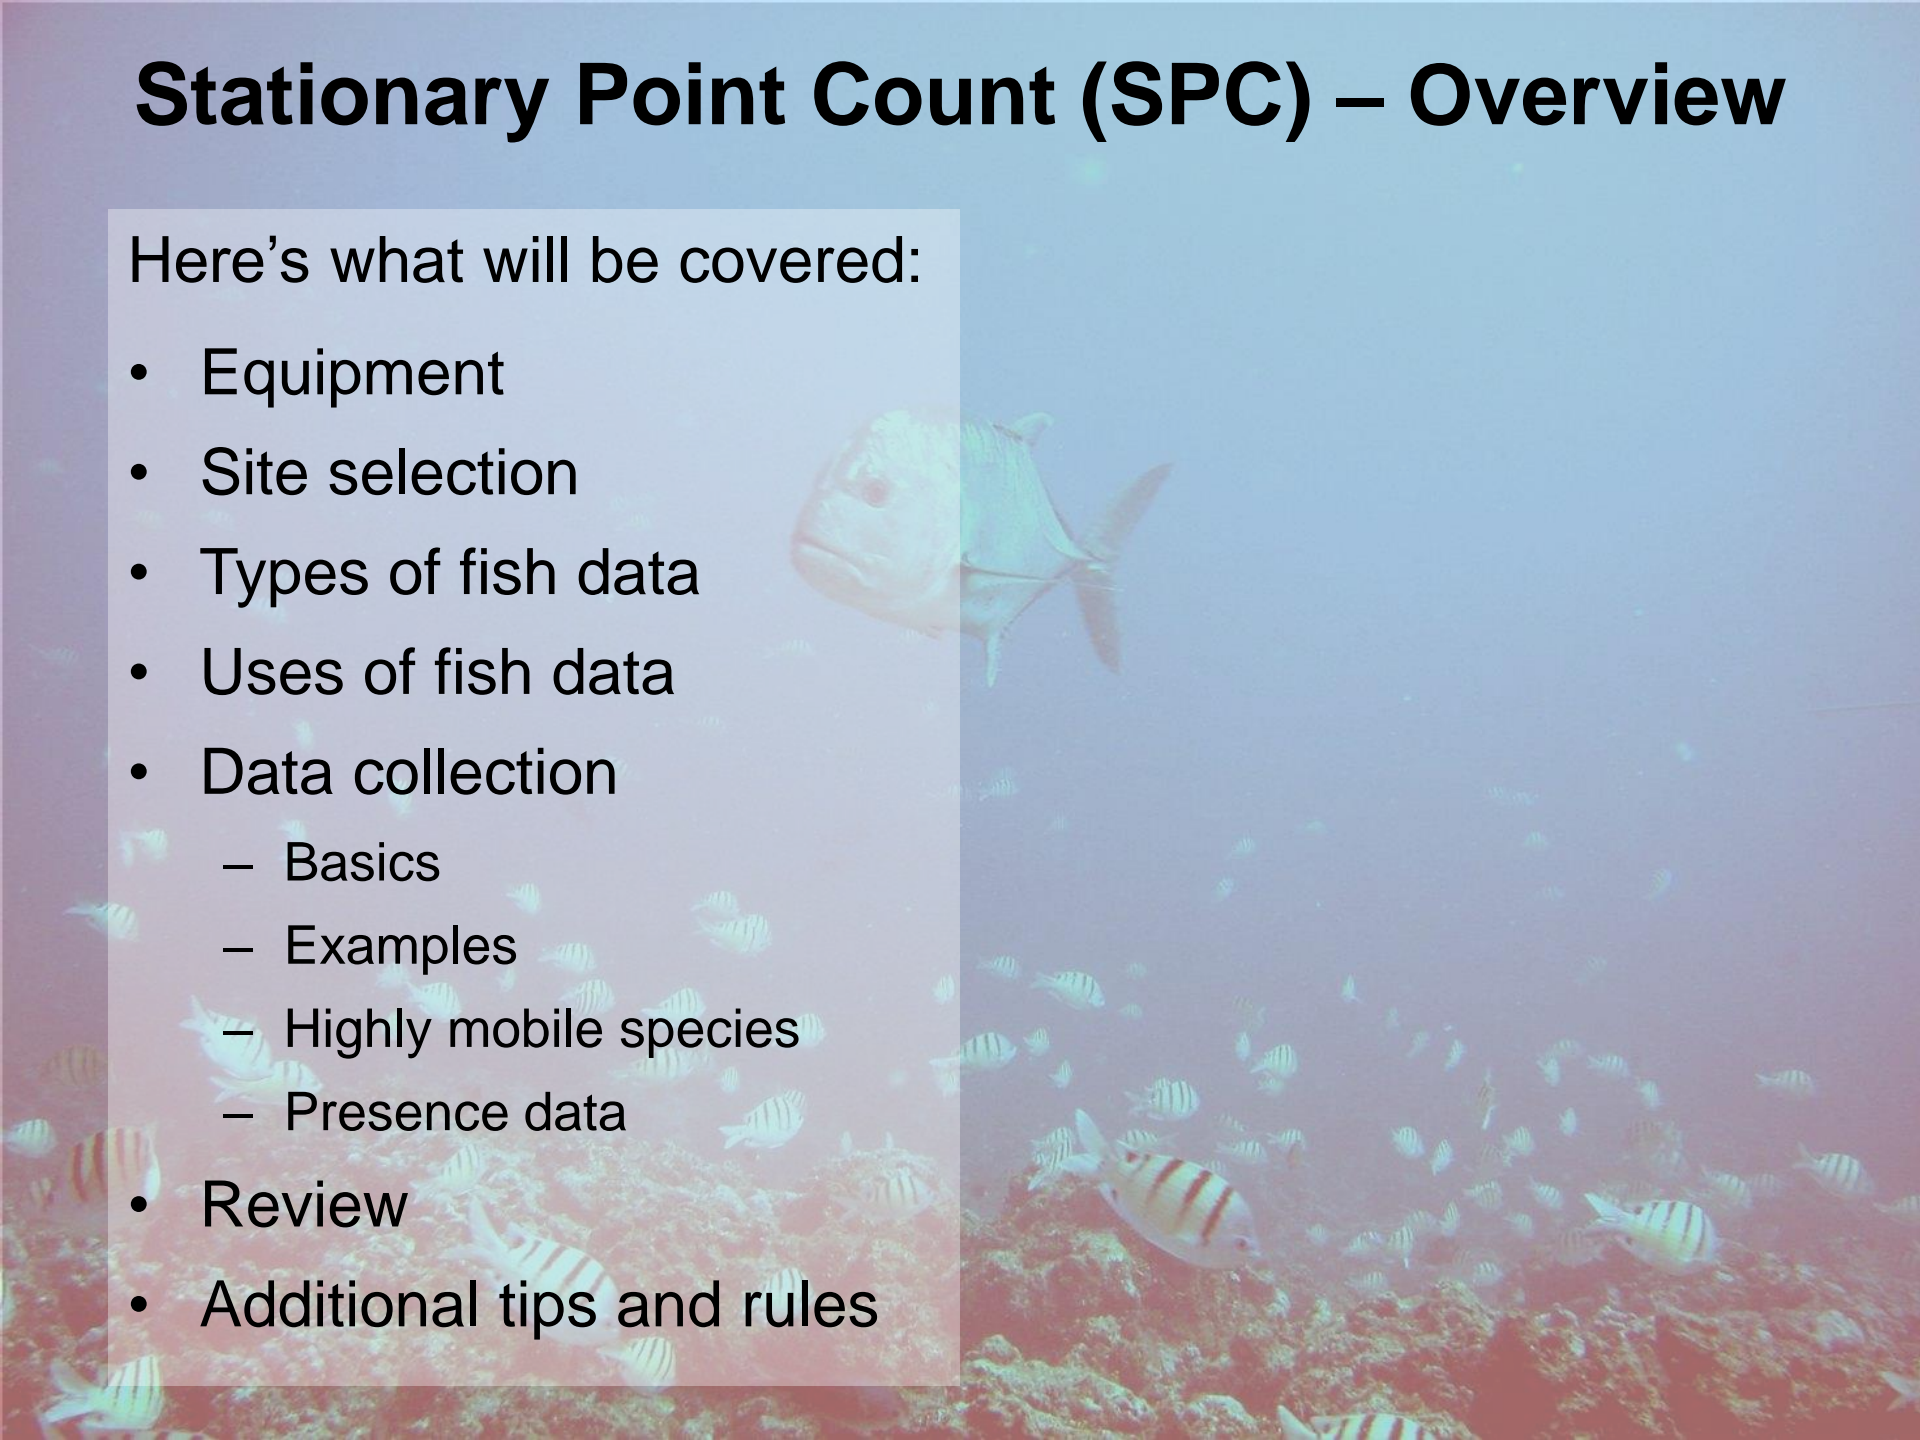 Stationary Point Count (SPC) – Overview
Here’s what will be covered:
• Equipment
• Site selection
• Types of fish data
• Uses of fish data
• Data collection
– Basics
– Examples
– Highly mobile species
– Presence data
• Review
• Additional tips and rules